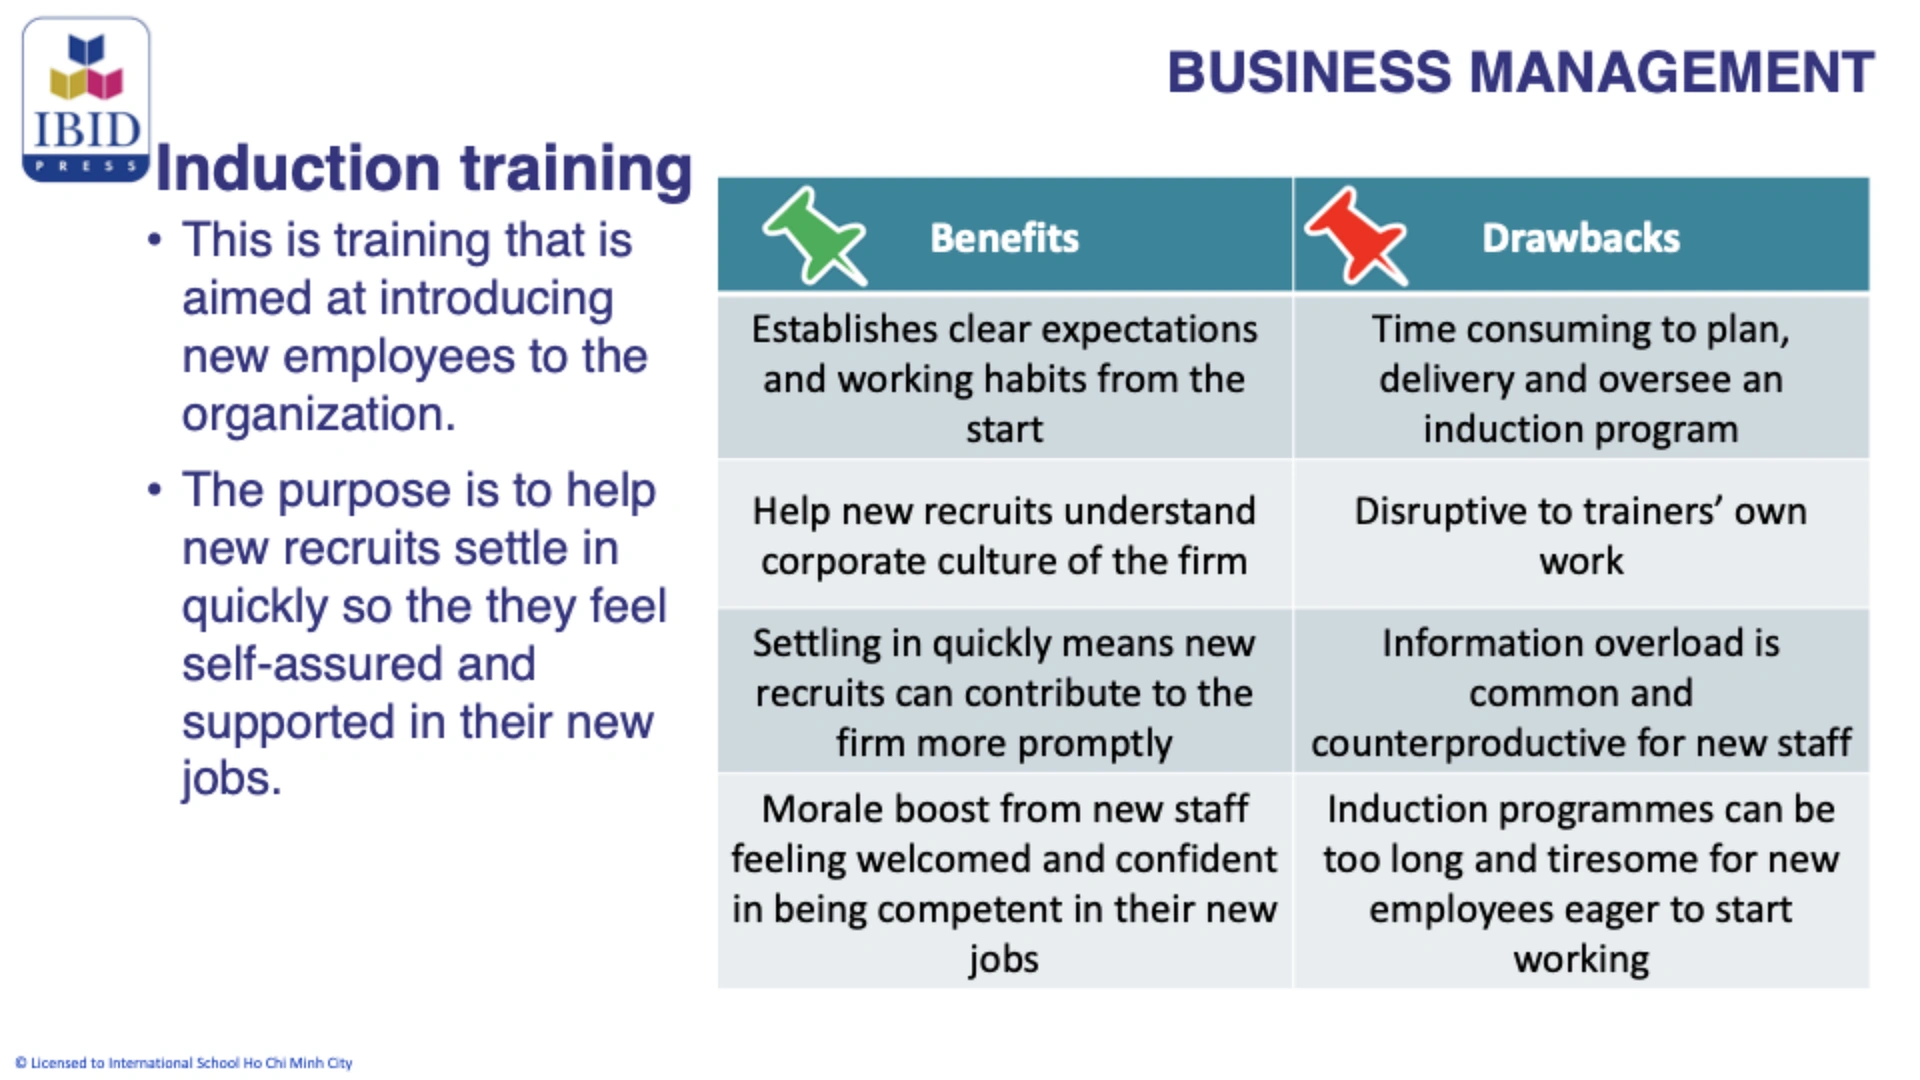 IBID
PRESS
BUSINESS MANAGEMENT
Induction training
• This is training that is
aimed at introducing
new employees to the
organization.
• The purpose is to help
new recruits settle in
quickly so the they feel
self-assured and
supported in their new
jobs.
Benefits
Drawbacks
Establishes clear expectations
and working habits from the
start
Time consuming to plan,
delivery and oversee an
induction program
Help new recruits understand
corporate culture of the firm
Disruptive to trainers’ own
work
Settling in quickly means new
recruits can contribute to the
firm more promptly
Information overload is
common and
counterproductive for new staff
Morale boost from new staff
feeling welcomed and confident
in being competent in their new
jobs
Induction programmes can be
too long and tiresome for new
employees eager to start
working
© Licensed to International School Ho Chi Minh City